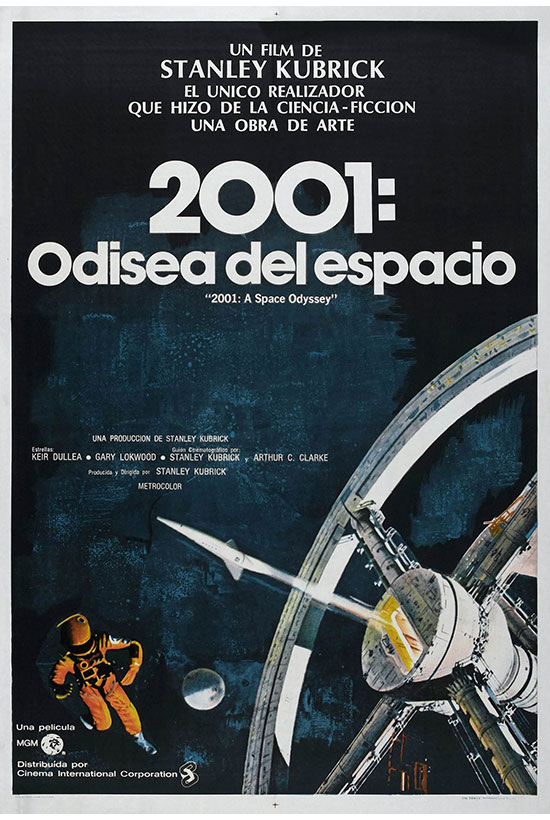 UN FILM DE
STANLEY KUBRICK
EL UNICO REALIZADOR
QUE HIZO DE LA CIENCIA-FICCION
UNA OBRA DE ARTE
2001:
Odisea del espacio
"2001: A Space Odyssey"
UNA PRODUCCION DE STANLEY KUBRICK
Estrellas:
KEIR DULLEA • GARY LOKWOOD •
Guión Cinematográfico por:
STANLEY KUBRICK y ARTHUR C. CLARKE
Producida y Dirigida por STANLEY KUBRICK
METROCOLOR
Una película
MGM
Distribuída por
Cinema International Corporation